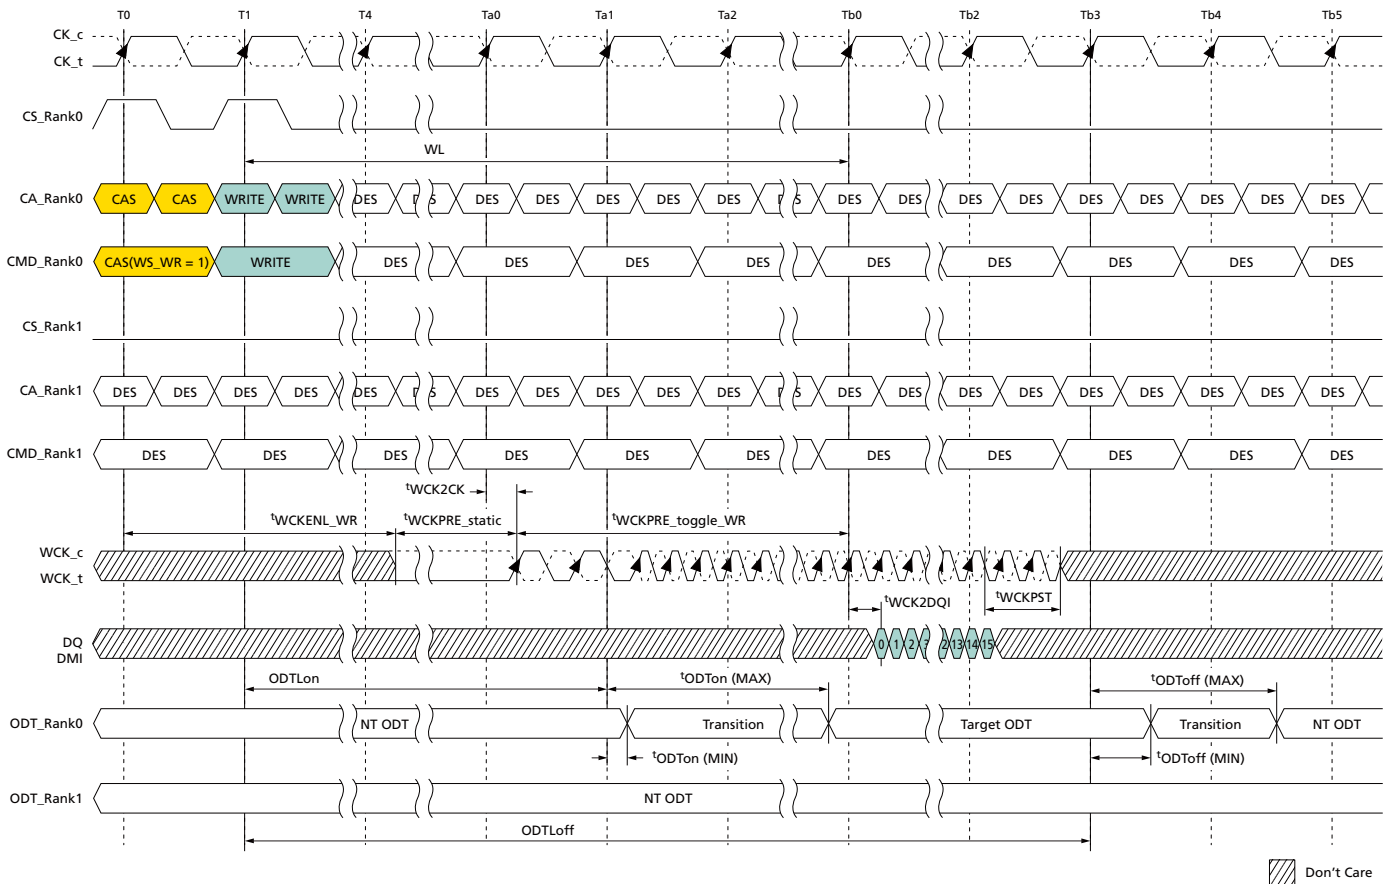 T0 T1 T4 Ta0 Ta1 Ta2 Tb0 Tb2 Tb3 Tb4 Tb5
CK_c
CK_t
CS_Rank0
WL
CA_Rank0 CAS CAS WRITE WRITE DES DES DES DES DES DES DES DES DES DES DES DES DES DES DES DES DES
CMD_Rank0 CAS(WS_WR = 1) WRITE DES DES DES DES DES DES DES DES DES
CS_Rank1
CA_Rank1 DES DES DES DES DES DES DES DES DES DES DES DES DES DES DES DES DES DES DES DES DES
CMD_Rank1 DES DES DES DES DES DES DES DES DES DES DES
tWCK2CK
tWCKENL_WR tWCKPRE_static tWCKPRE_toggle_WR
WCK_c
WCK_t
tWCK2DQI tWCKPST
DQ 0 1 2 13 14 15
DMI
ODTLon tODTon (MAX) tODToff (MAX)
ODT_Rank0 NT ODT Transition Target ODT Transition NT ODT
tODTon (MIN) tODToff (MIN)
ODT_Rank1 NT ODT
ODTLoff
Don't Care